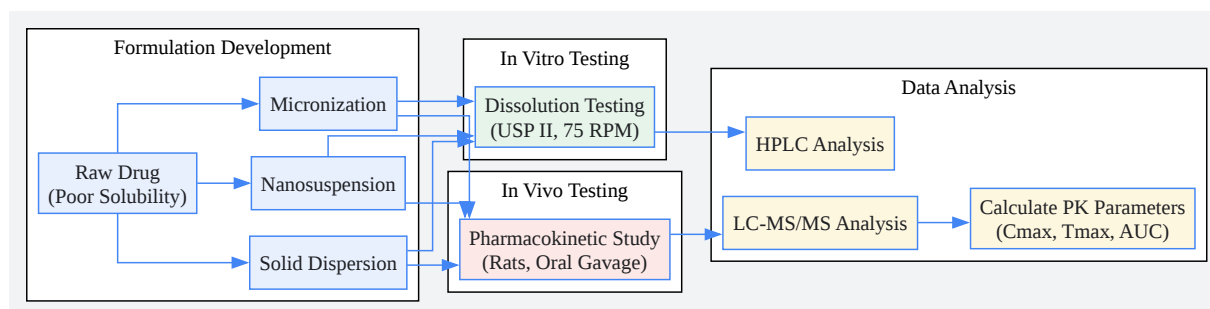 Formulation Development
Raw Drug
(Poor Solubility)
Micronization
Nanosuspension
Solid Dispersion
In Vitro Testing
Dissolution Testing
(USP II, 75 RPM)
In Vivo Testing
Pharmacokinetic Study
(Rats, Oral Gavage)
Data Analysis
HPLC Analysis
LC-MS/MS Analysis
Calculate PK Parameters
(Cmax, Tmax, AUC)